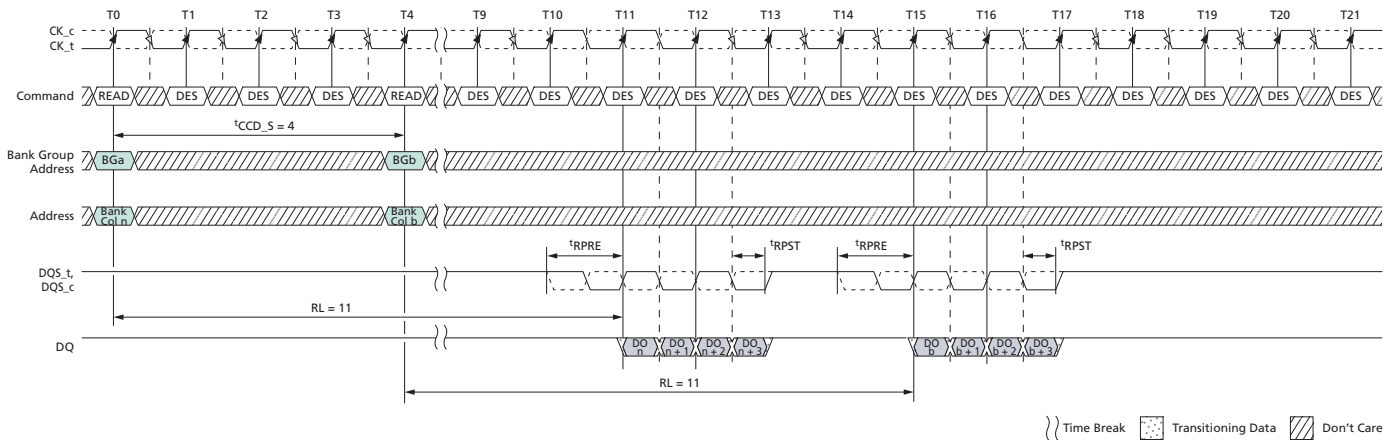 T0 T1 T2 T3 T4 T9 T10 T11 T12 T13 T14 T15 T16 T17 T18 T19 T20 T21
CK_c
CK_t
Command READ DES DES DES READ DES DES DES DES DES DES DES DES DES DES DES DES DES
tCCD_S = 4
Bank Group
Address
BGa BGb
Address
Bank
Col n
Bank
Col b
tRPRE tRPST tRPRE tRPST
DQS_t,
DQS_c
RL = 11
DQ
DO
n
DO
n + 1
DO
n + 2
DO
n + 3
DO
b
DO
b + 1
DO
b + 2
DO
b + 3
RL = 11
Time Break Transitioning Data Don't Care